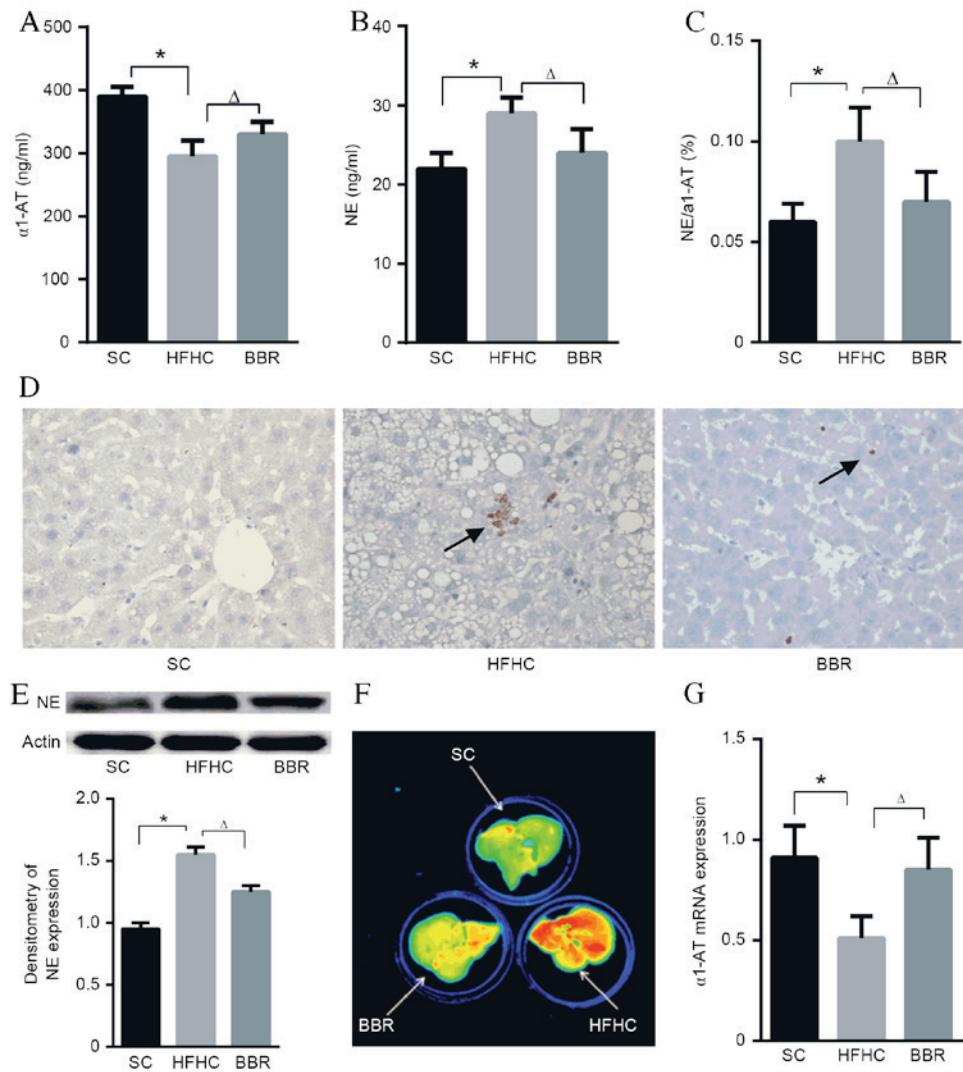 A
α1-AT (ng/ml)
500
400
300
200
100
0
*
Δ
SC HFHC BBR
B
NE (ng/ml)
40
30
20
10
0
*
Δ
SC HFHC BBR
C
NE/a1-AT (%)
0.15
0.10
0.05
0.00
*
Δ
SC HFHC BBR
D
SC HFHC BBR
E
NE
Actin
SC HFHC BBR
Densitometry of
NE expression
2.0
1.5
1.0
0.5
0.0
*
Δ
SC HFHC BBR
F
SC
BBR
HFHC
G
α1-AT mRNA expression
1.5
1.0
0.5
0
*
Δ
SC HFHC BBR